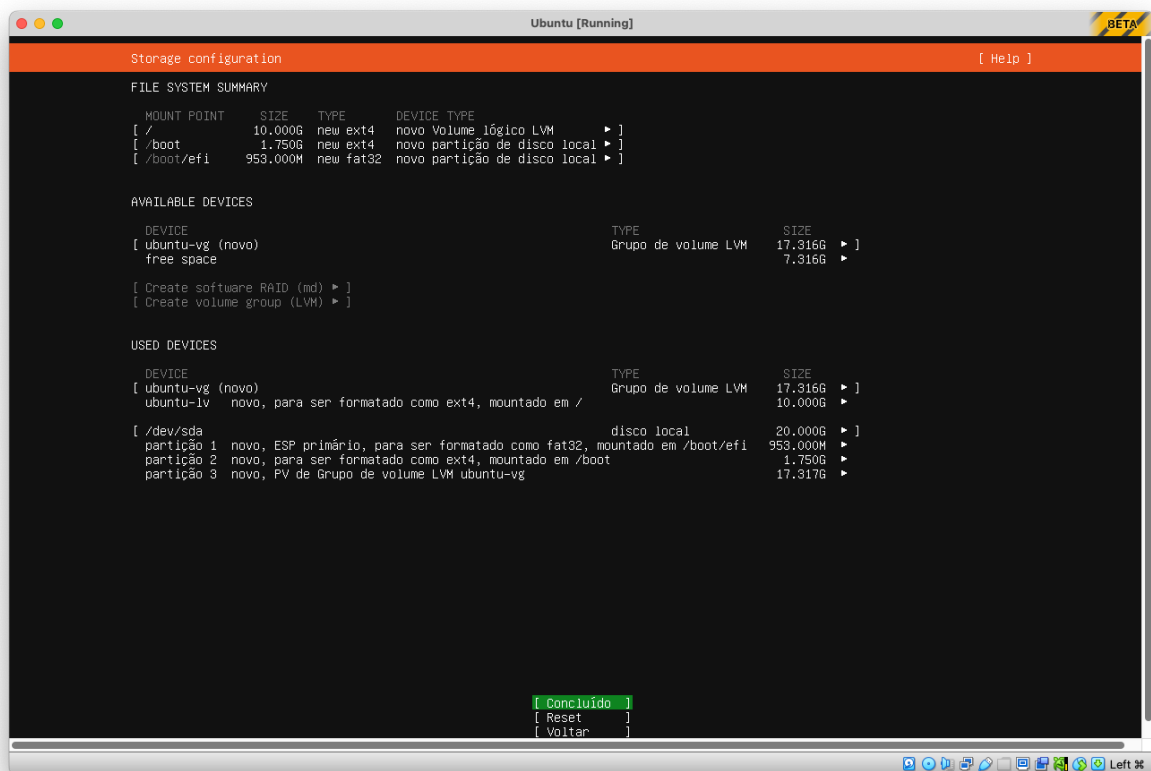 Ubuntu [Running]
BETA
Storage configuration [ Help ]
FILE SYSTEM SUMMARY
MOUNT POINT SIZE TYPE DEVICE TYPE
[ / 10.000G new ext4 novo Volume lógico LVM ▸ ]
[ /boot 1.750G new ext4 novo partição de disco local ▸ ]
[ /boot/efi 953.000M new fat32 novo partição de disco local ▸ ]
AVAILABLE DEVICES
DEVICE TYPE SIZE
[ ubuntu-vg (novo) Grupo de volume LVM 17.316G ▸ ]
free space 7.316G ▸
[ Create software RAID (md) ▸ ]
[ Create volume group (LVM) ▸ ]
USED DEVICES
DEVICE TYPE SIZE
[ ubuntu-vg (novo) Grupo de volume LVM 17.316G ▸ ]
ubuntu-lv novo, para ser formatado como ext4, mountado em / 10.000G ▸
[ /dev/sda disco local 20.000G ▸ ]
partição 1 novo, ESP primário, para ser formatado como fat32, mountado em /boot/efi 953.000M ▸
partição 2 novo, para ser formatado como ext4, mountado em /boot 1.750G ▸
partição 3 novo, PV de Grupo de volume LVM ubuntu-vg 17.317G ▸
[ Concluído ]
[ Reset ]
[ Voltar ]
Left ⌘